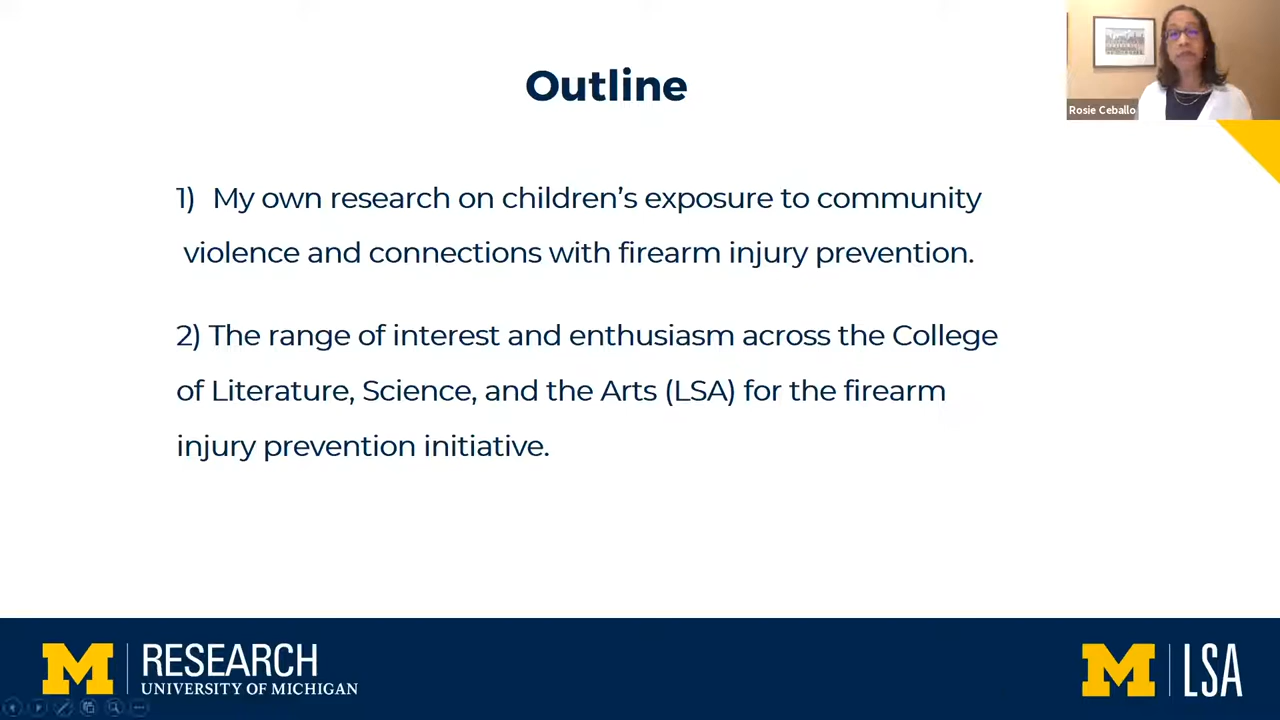 Outline
Rosie Ceballo
1) My own research on children’s exposure to community
violence and connections with firearm injury prevention.
2) The range of interest and enthusiasm across the College
of Literature, Science, and the Arts (LSA) for the firearm
injury prevention initiative.
M RESEARCH
UNIVERSITY OF MICHIGAN
M LSA